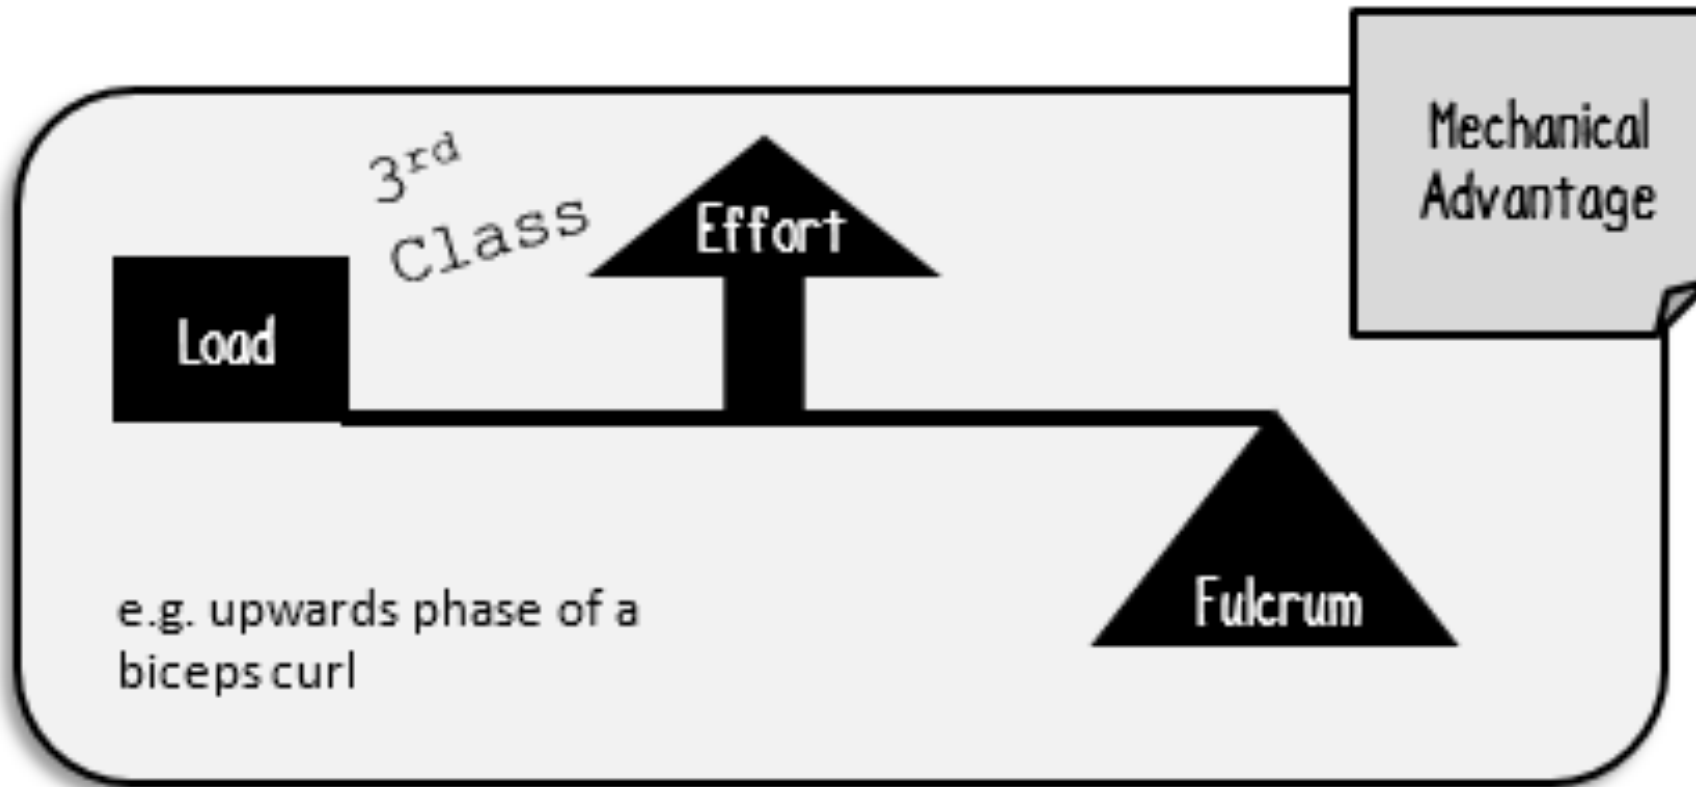 Mechanical
Advantage
3rd
Class
Effort
Load
Fulcrum
e.g. upwards phase of a
biceps curl